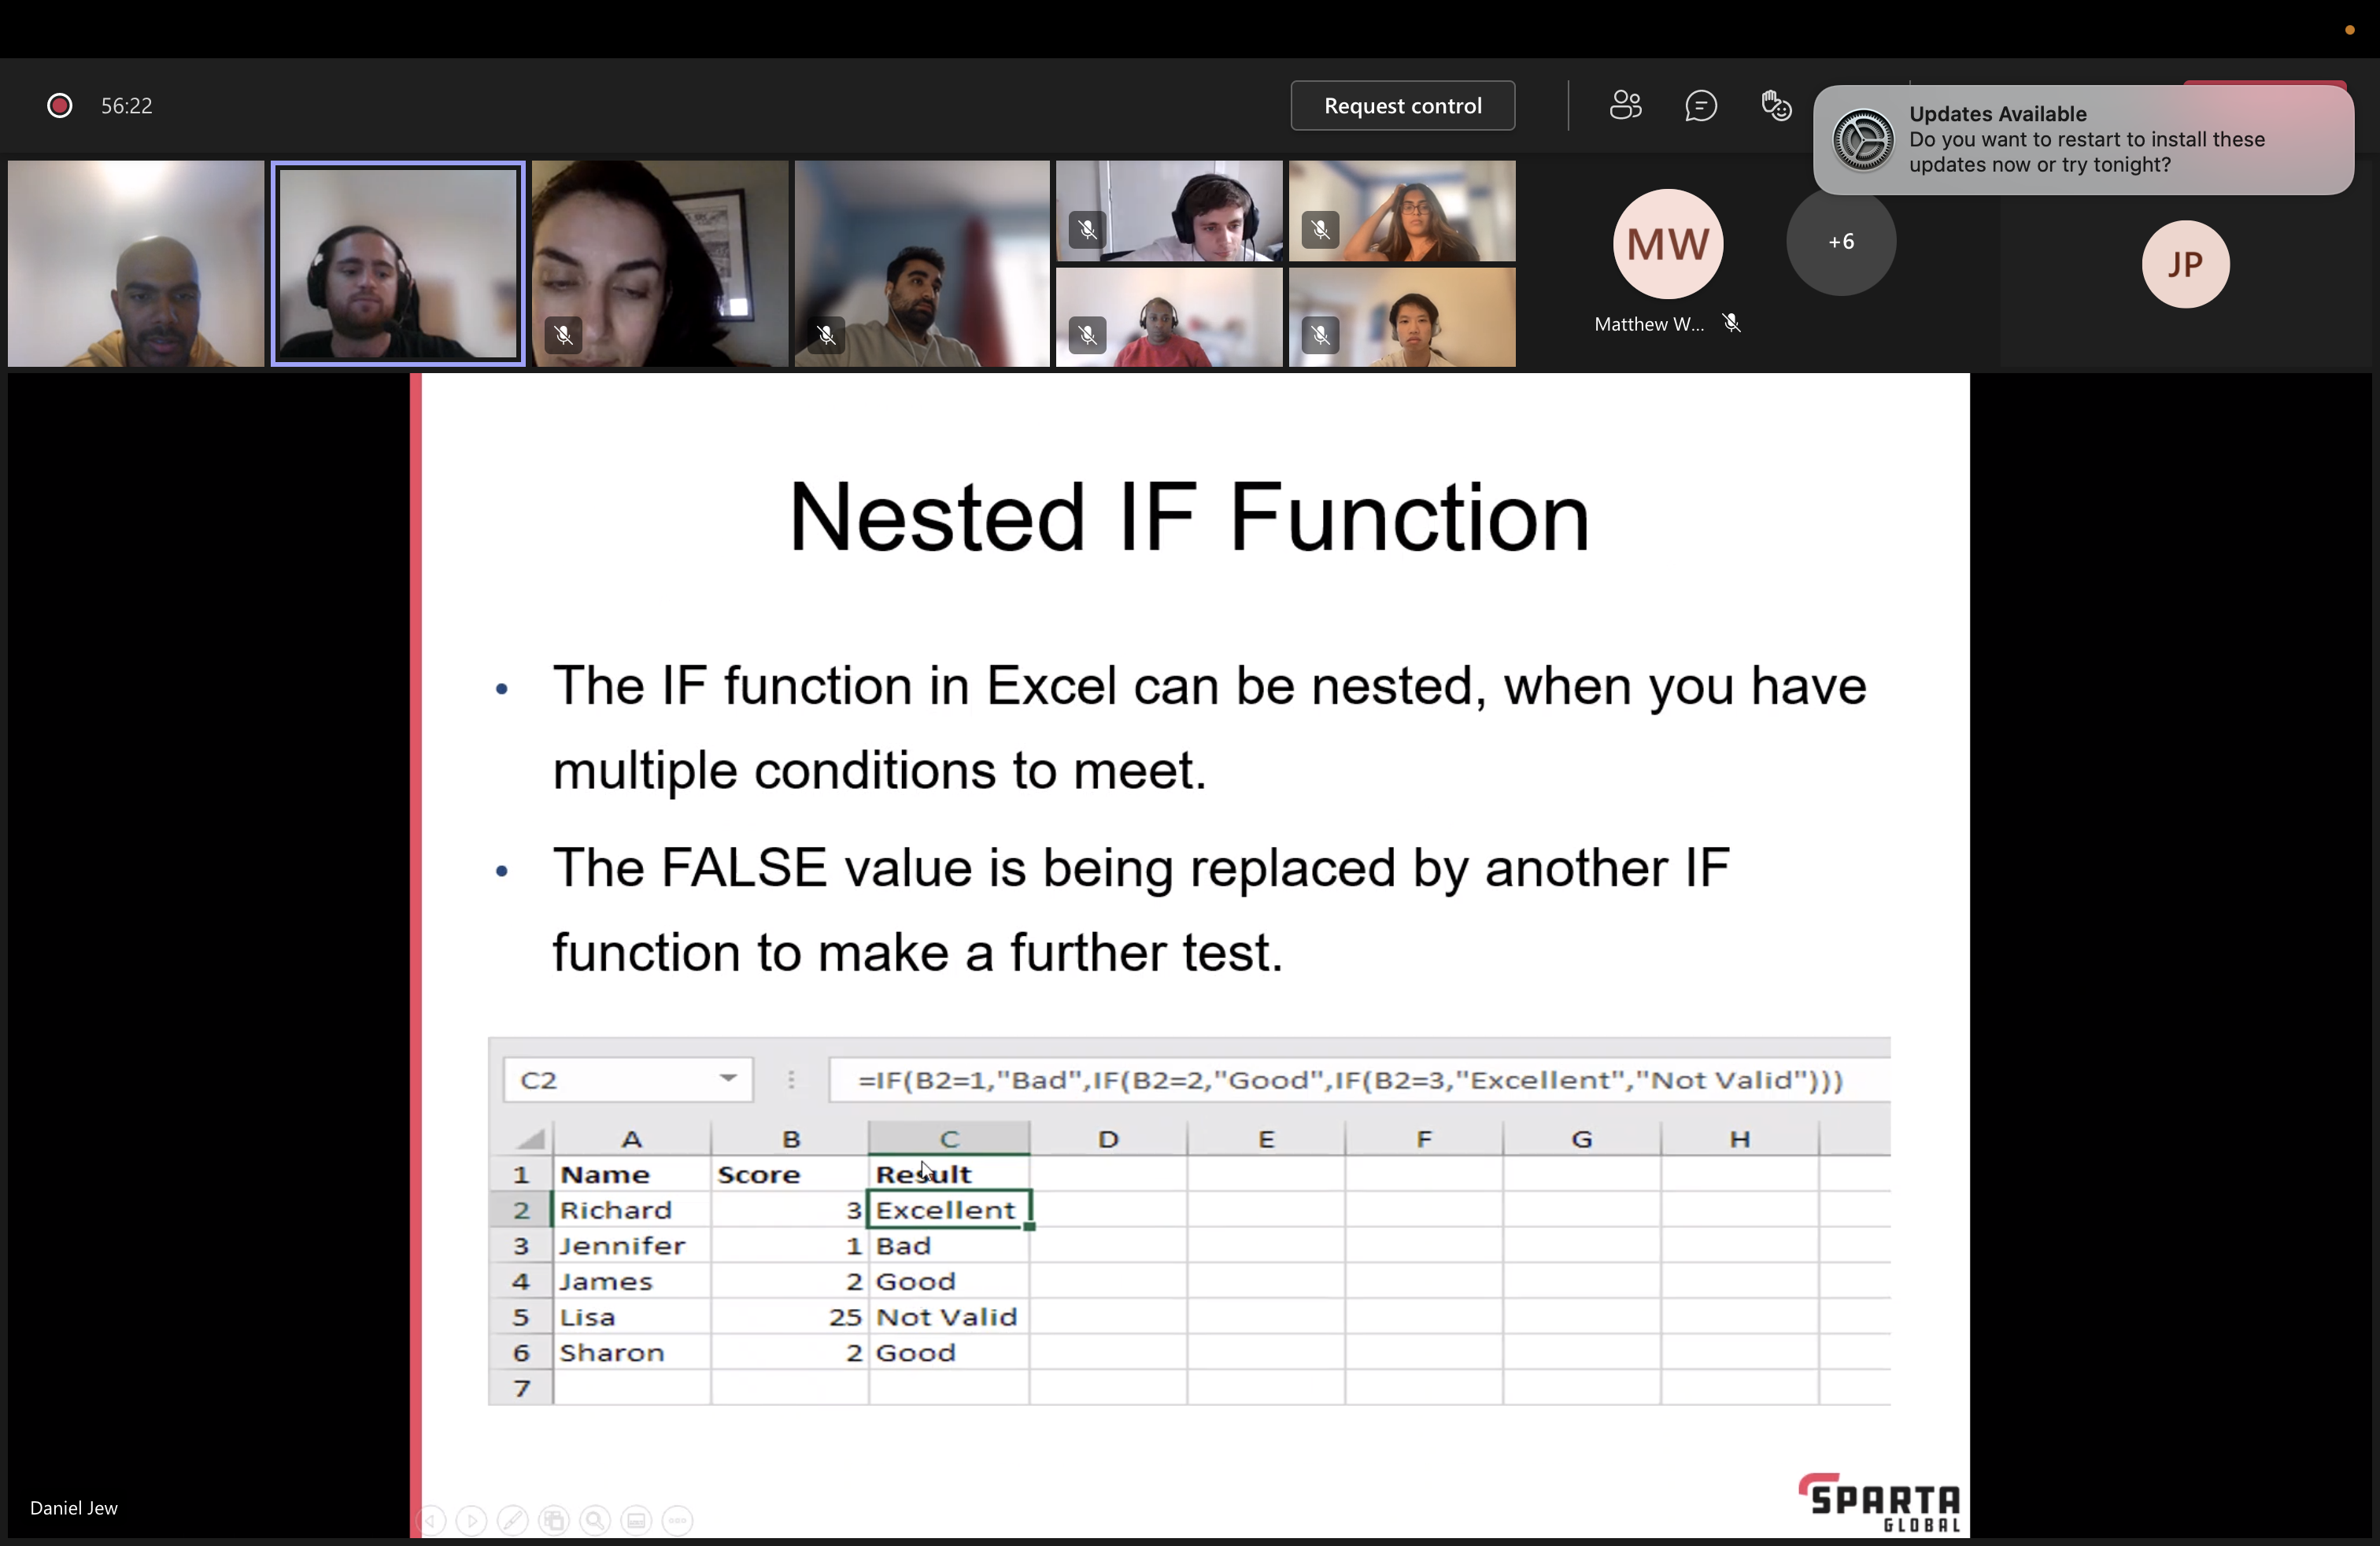 56:22
Request control
Updates Available
Do you want to restart to install these
updates now or try tonight?
MW
+6
JP
Matthew W...
Nested IF Function
• The IF function in Excel can be nested, when you have
multiple conditions to meet.
• The FALSE value is being replaced by another IF
function to make a further test.
C2 =IF(B2=1,"Bad",IF(B2=2,"Good",IF(B2=3,"Excellent","Not Valid")))
A B C D E F G H
1 Name Score Result
2 Richard 3 Excellent
3 Jennifer 1 Bad
4 James 2 Good
5 Lisa 25 Not Valid
6 Sharon 2 Good
7
SPARTA
GLOBAL
Daniel Jew